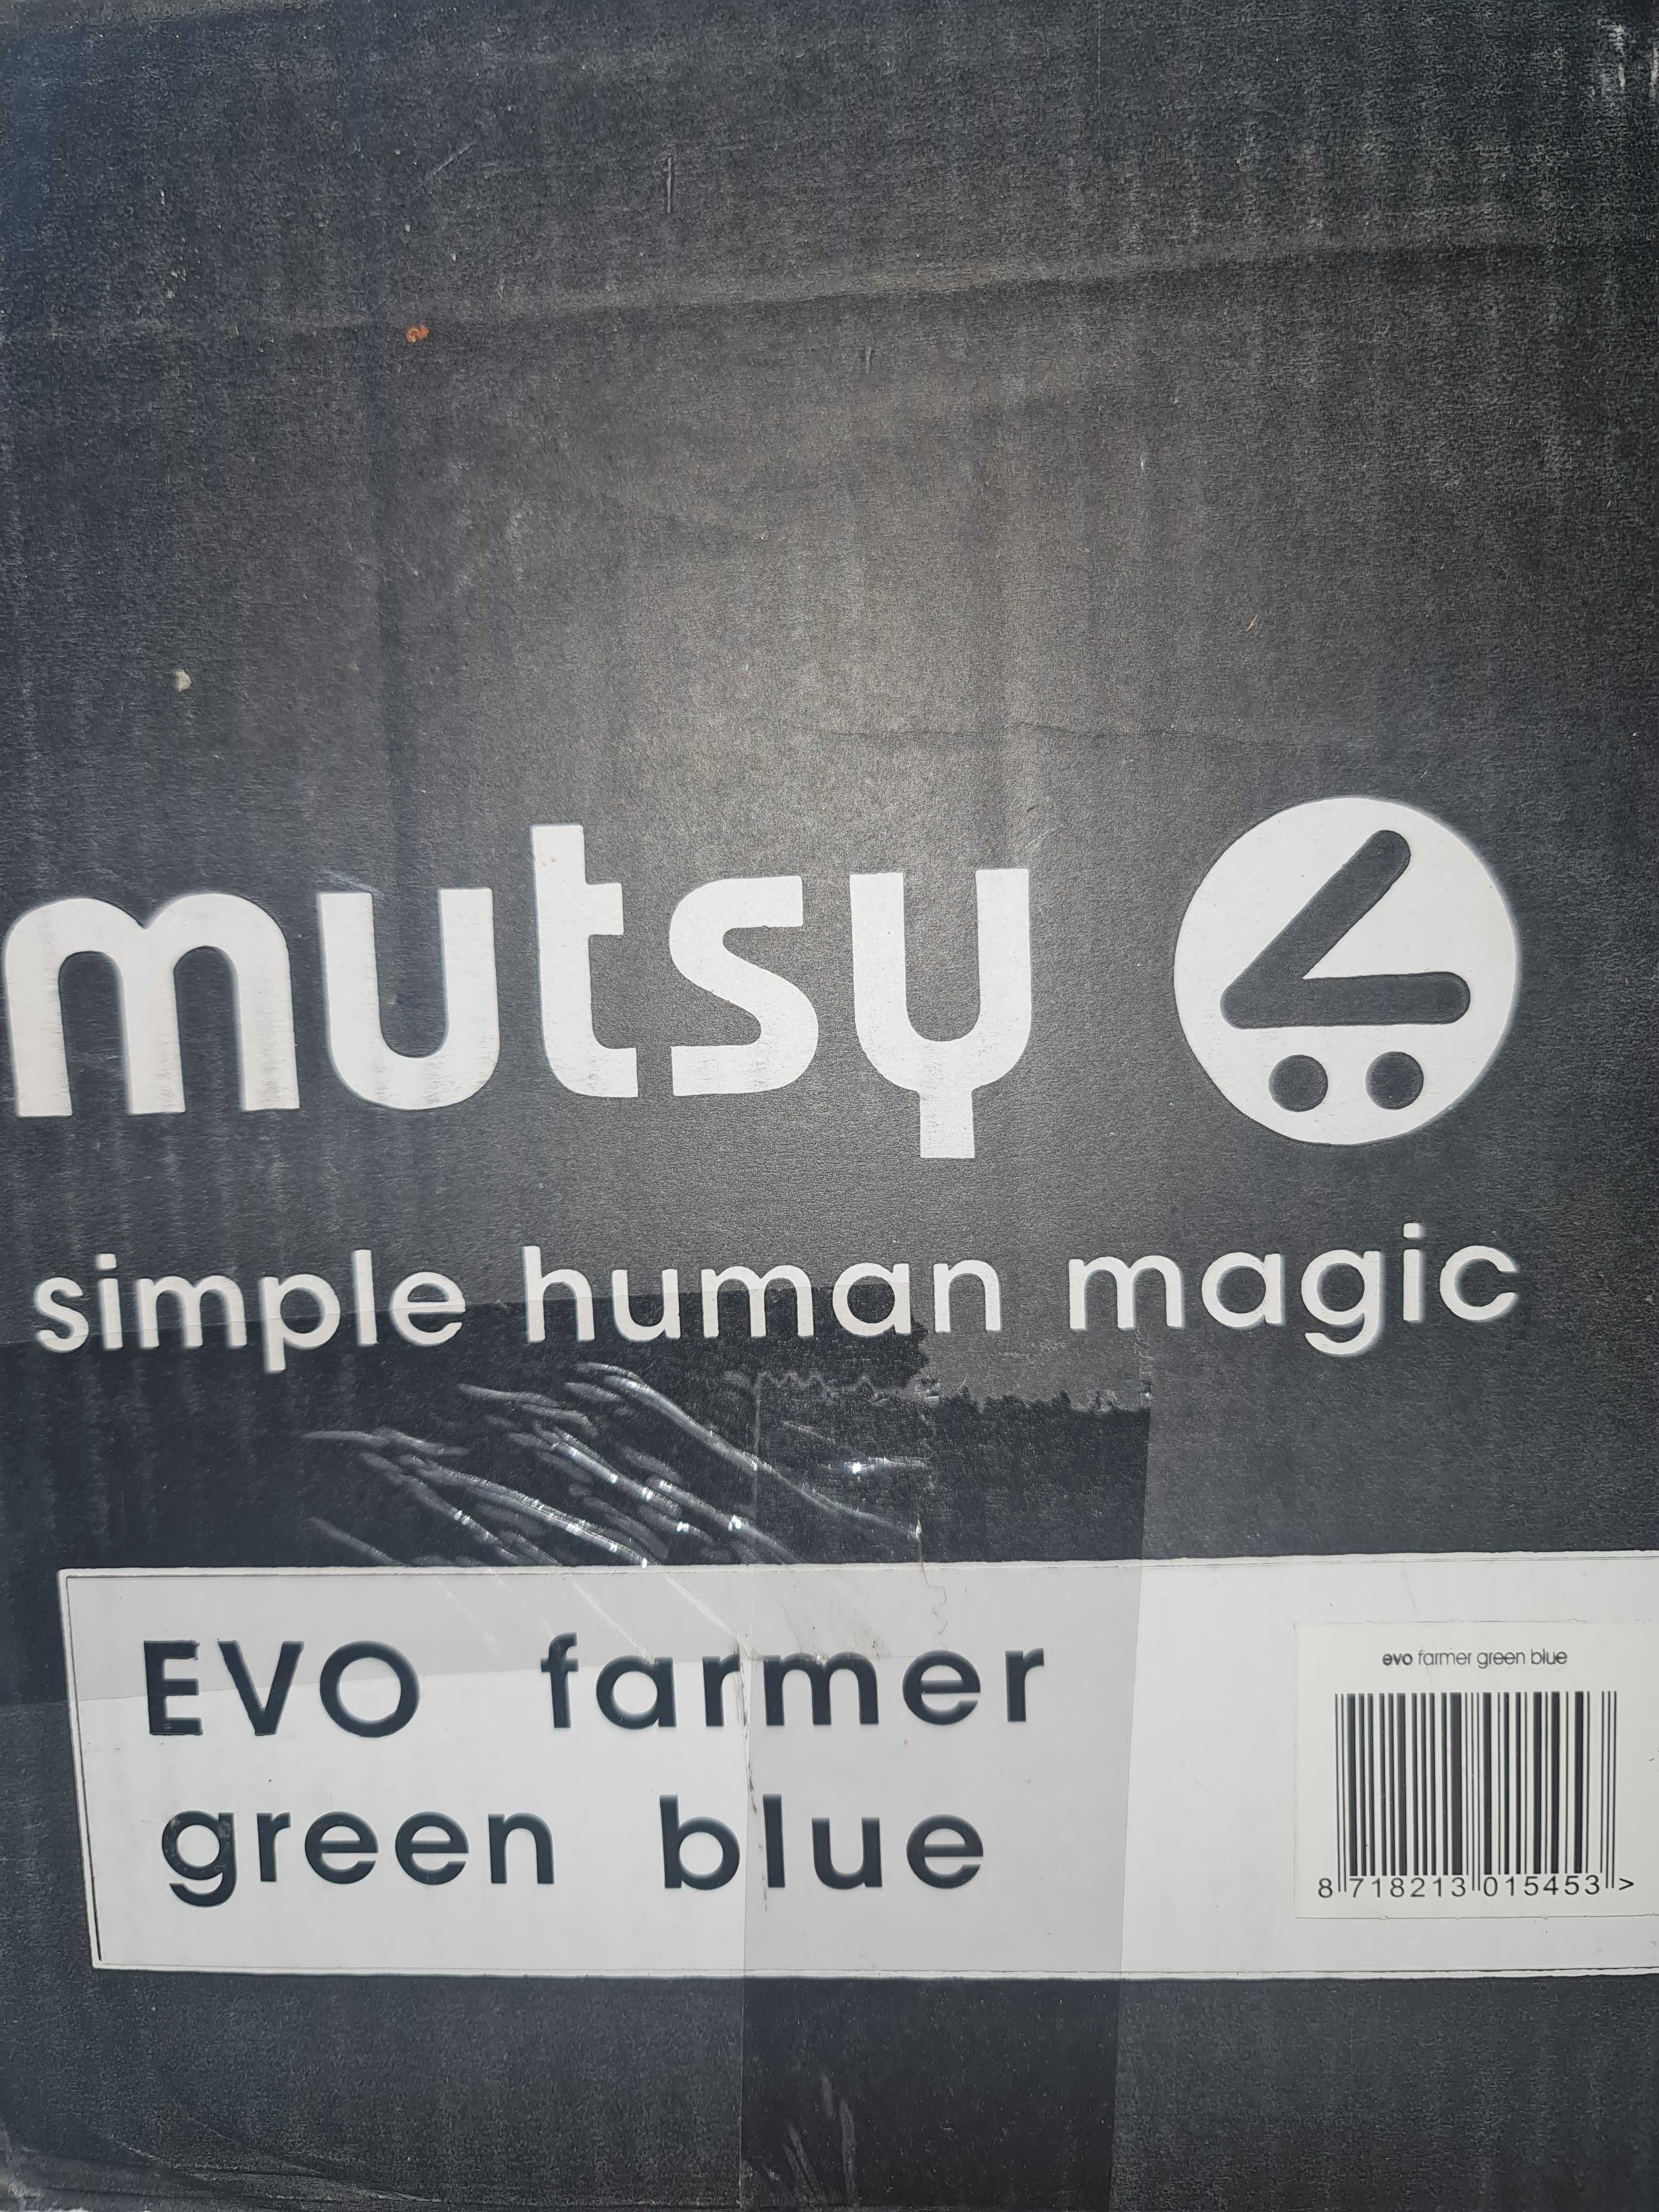 mutsy
simple human magic
EVO farmer
green blue
evo farmer green blue
8 718213 015453 >